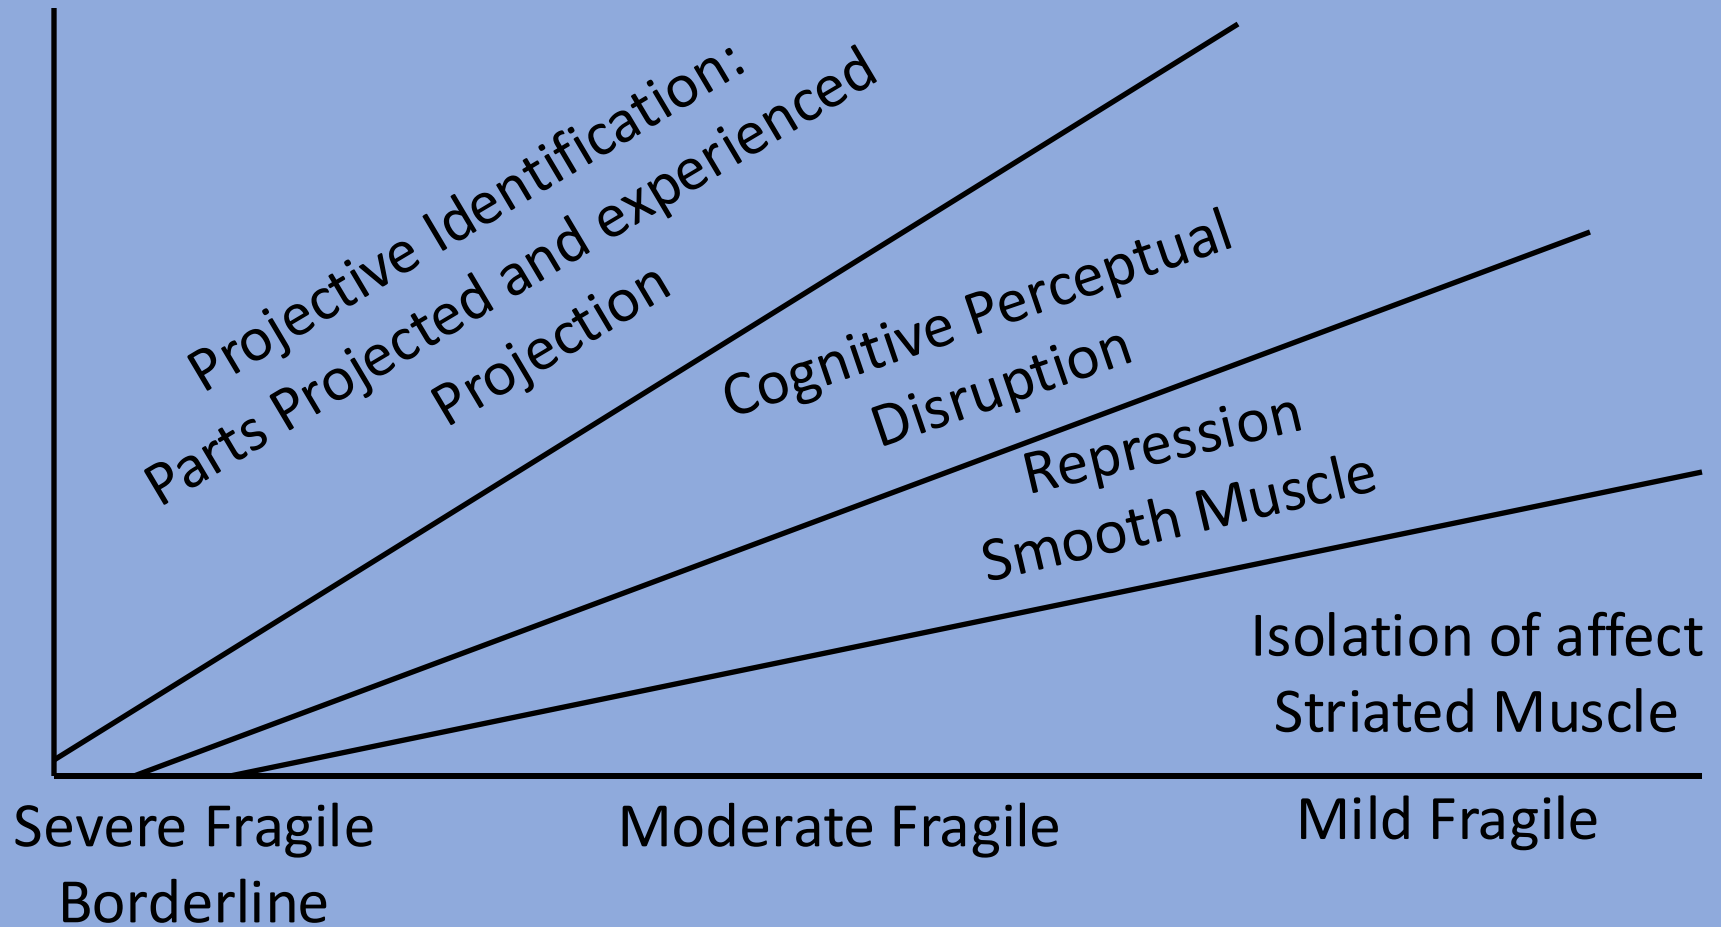 Projective Identification:
Parts Projected and experienced
Projection
Cognitive Perceptual
Disruption
Repression
Smooth Muscle
Isolation of affect
Striated Muscle
Severe Fragile
Borderline
Moderate Fragile
Mild Fragile